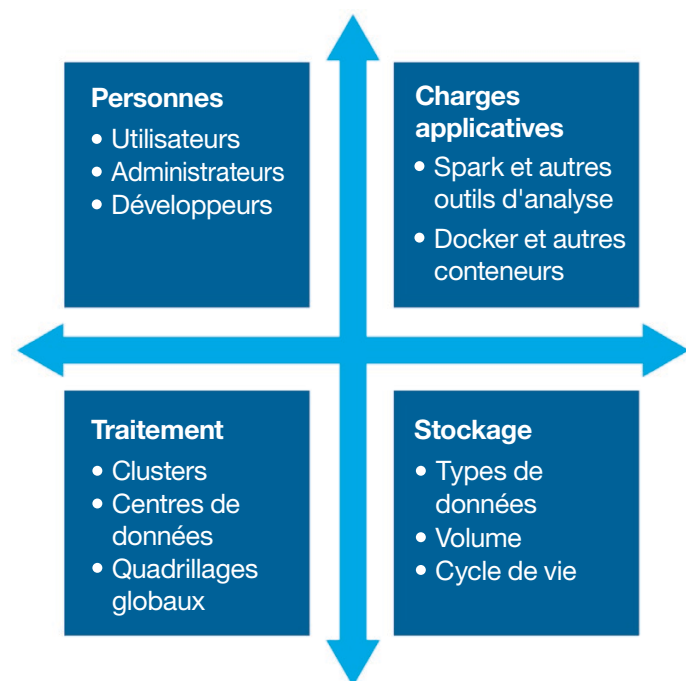 Personnes
• Utilisateurs
• Administrateurs
• Développeurs
Charges
applicatives
• Spark et autres
outils d'analyse
• Docker et autres
conteneurs
Traitement
• Clusters
• Centres de
données
• Quadrillages
globaux
Stockage
• Types de
données
• Volume
• Cycle de vie